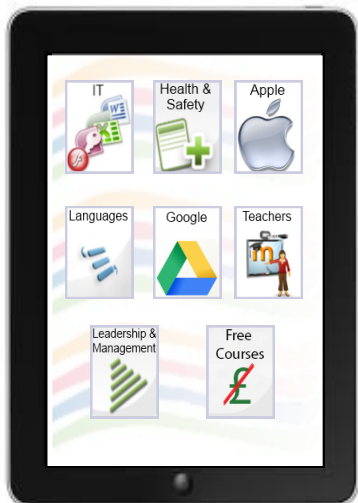 IT
Health &
Safety
Apple
Languages
Google
Teachers
Leadership &
Management
Free
Courses
£